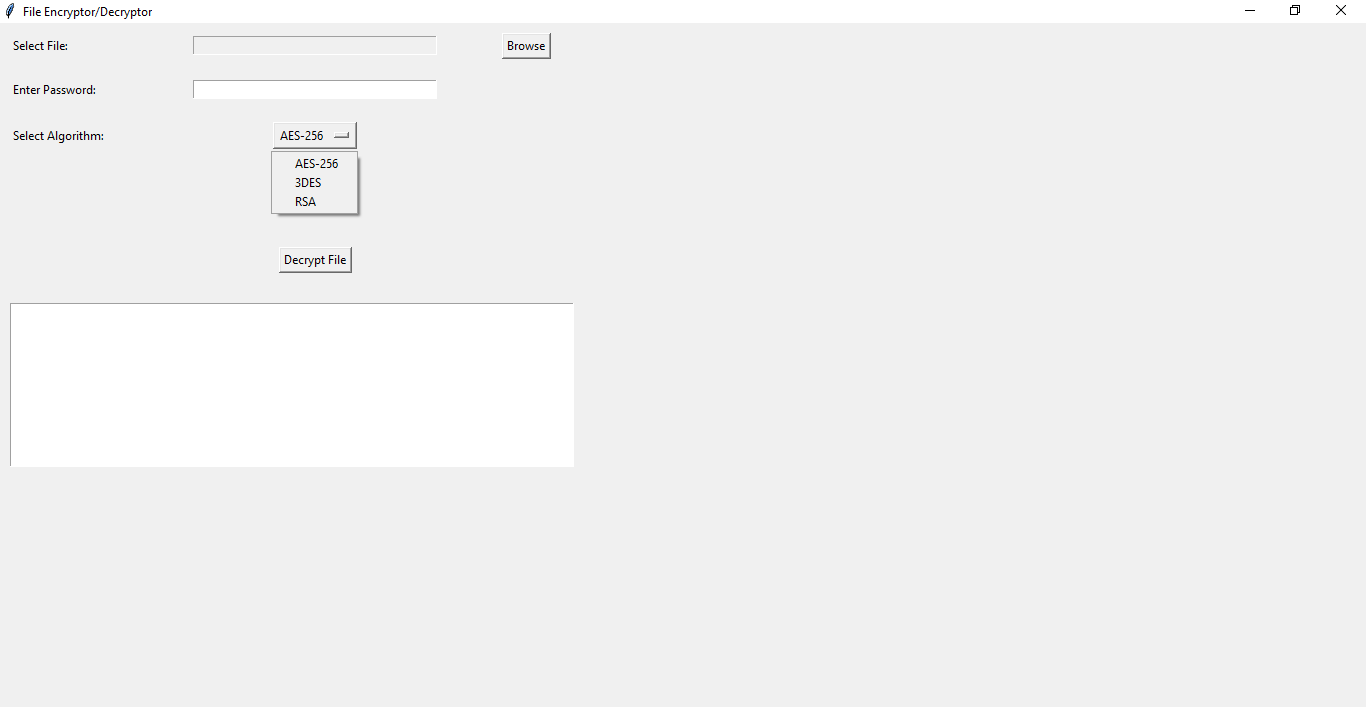 File Encryptor/Decryptor
Select File:
Browse
Enter Password:
Select Algorithm:
AES-256
AES-256
3DES
RSA
Decrypt File